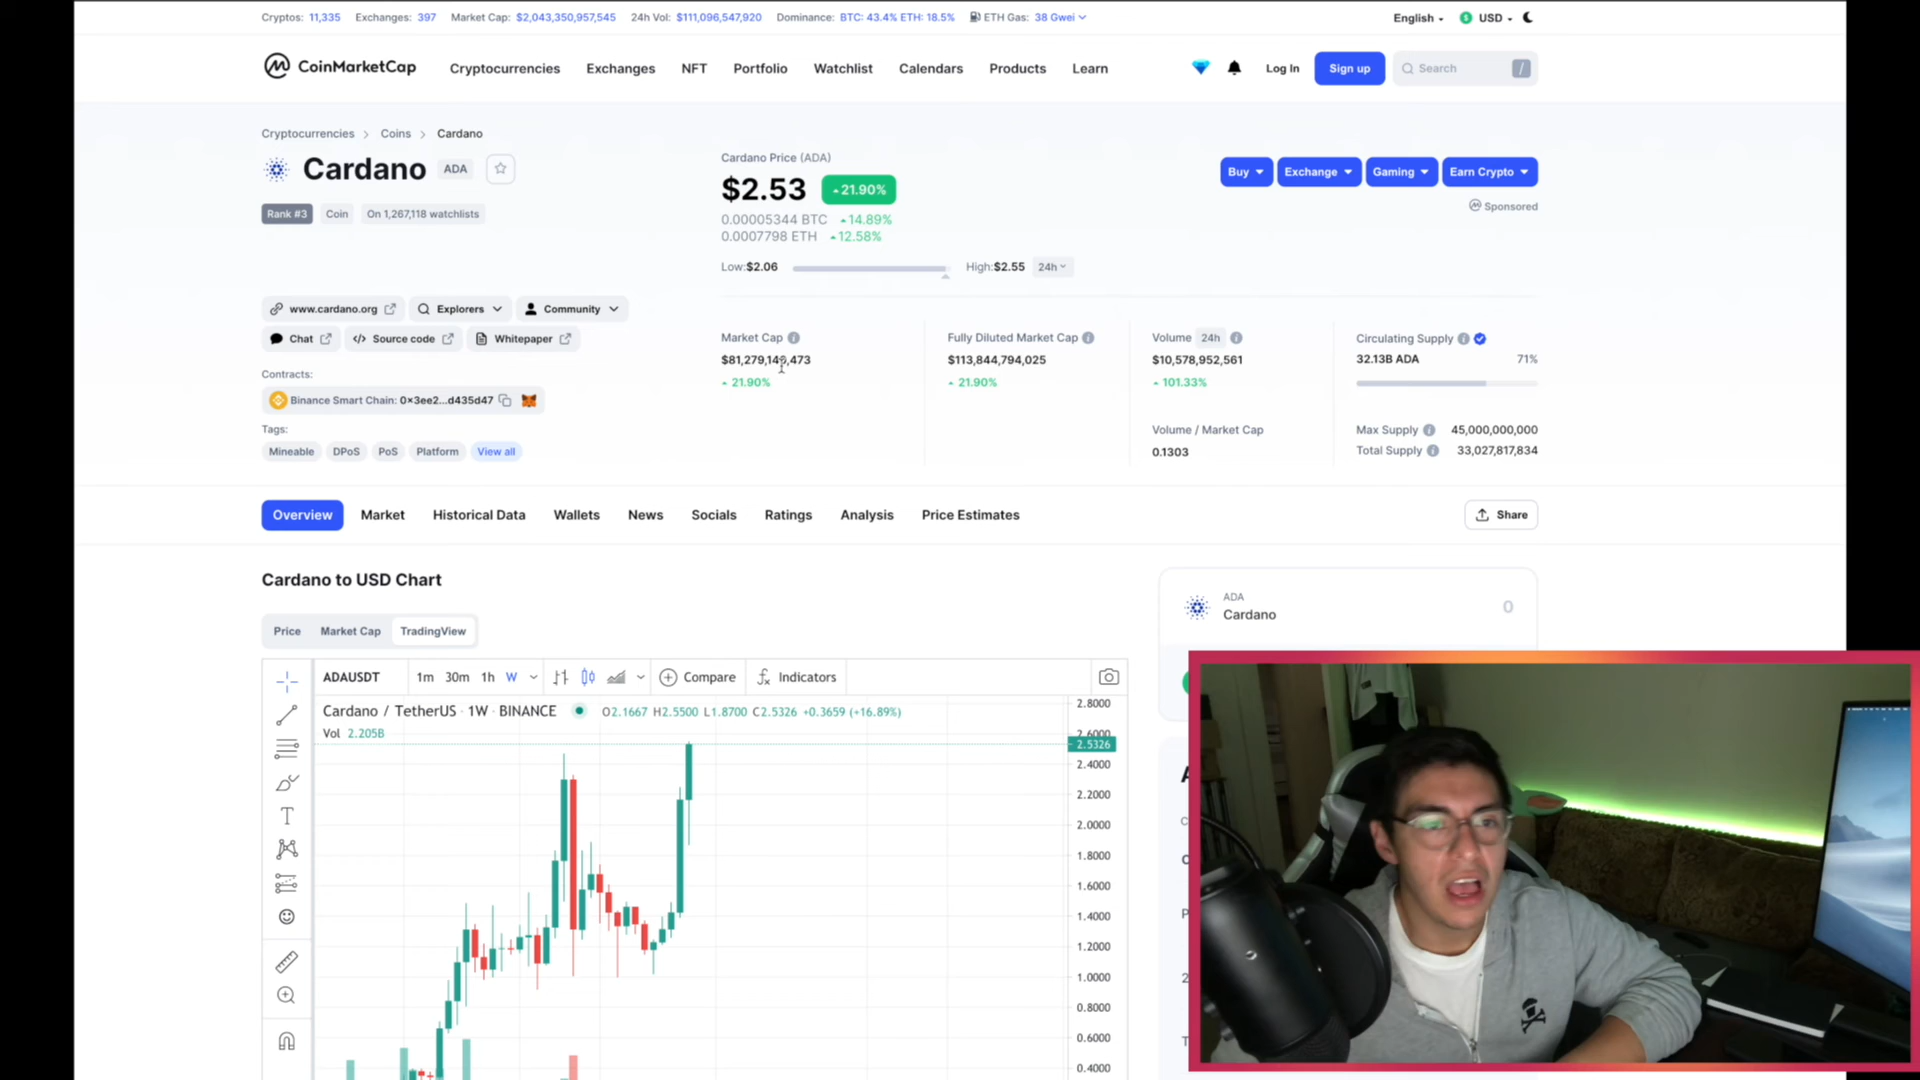 Cryptos: 11,335 Exchanges: 397 Market Cap: $2,043,350,957,545 24h Vol: $111,096,547,920 Dominance: BTC: 43.4% ETH: 18.5% ETH Gas: 38 Gwei English USD
CoinMarketCap Cryptocurrencies Exchanges NFT Portfolio Watchlist Calendars Products Learn Log In Sign up Search /
Cryptocurrencies > Coins > Cardano
Cardano ADA
Rank #3 Coin On 1,267,118 watchlists
Cardano Price (ADA)
$2.53 21.90%
0.00005344 BTC 14.89%
0.0007798 ETH 12.58%
Low:$2.06 High:$2.55 24h
Buy Exchange Gaming Earn Crypto
Sponsored
www.cardano.org Explorers Community
Chat Source code Whitepaper
Contracts:
Binance Smart Chain: 0x3ee2...d435d47
Tags:
Mineable DPoS PoS Platform View all
Market Cap
$81,279,149,473
21.90%
Fully Diluted Market Cap
$113,844,794,025
21.90%
Volume 24h
$10,578,952,561
101.33%
Volume / Market Cap
0.1303
Circulating Supply
32.13B ADA 71%
Max Supply 45,000,000,000
Total Supply 33,027,817,834
Overview Market Historical Data Wallets News Socials Ratings Analysis Price Estimates Share
Cardano to USD Chart
Price Market Cap TradingView
ADAUSDT 1m 30m 1h W Compare Indicators
Cardano / TetherUS · 1W · BINANCE O2.1667 H2.5500 L1.8700 C2.5326 +0.3659 (+16.89%)
Vol 2.205B
2.8000
2.6000
2.5326
2.4000
2.2000
2.0000
1.8000
1.6000
1.4000
1.2000
1.0000
0.8000
0.6000
0.4000
ADA
Cardano 0